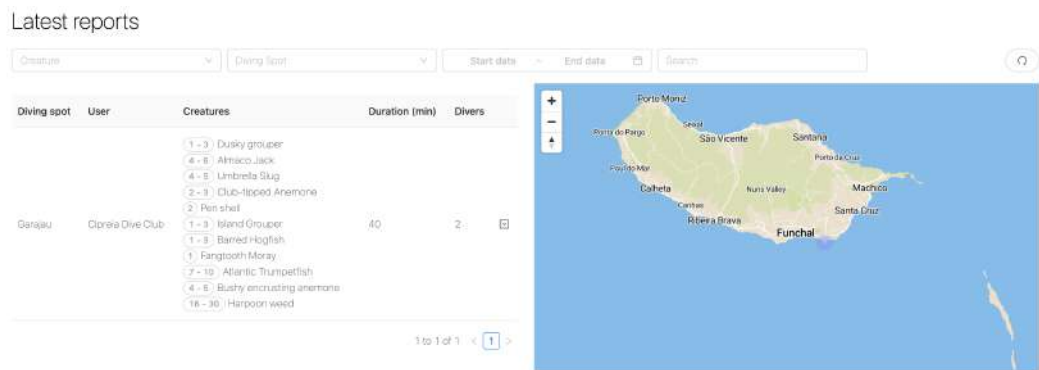 Latest reports
Creature
Diving Spot
Start date
End date
Search
Diving spot User Creatures Duration (min) Divers
1 - 3 Dusky grouper
4 - 6 Almaco Jack
4 - 5 Umbrella Slug
2 - 3 Club-tipped Anemone
2 Pen shell
Garajau Cipreia Dive Club 1 - 3 Island Grouper 40 2
1 - 3 Barred Hogfish
1 Fangtooth Moray
7 - 10 Atlantic Trumpetfish
4 - 6 Bushy encrusting anemone
16 - 30 Harpoon weed
1 to 1 of 1 < 1 >
+
−
Porto Moniz
Seixal
Ponta do Pargo
São Vicente
Santana
Porto da Cruz
Paul do Mar
Calheta
Nuns Valley
Machico
Canhas
Santa Cruz
Ribeira Brava
Funchal